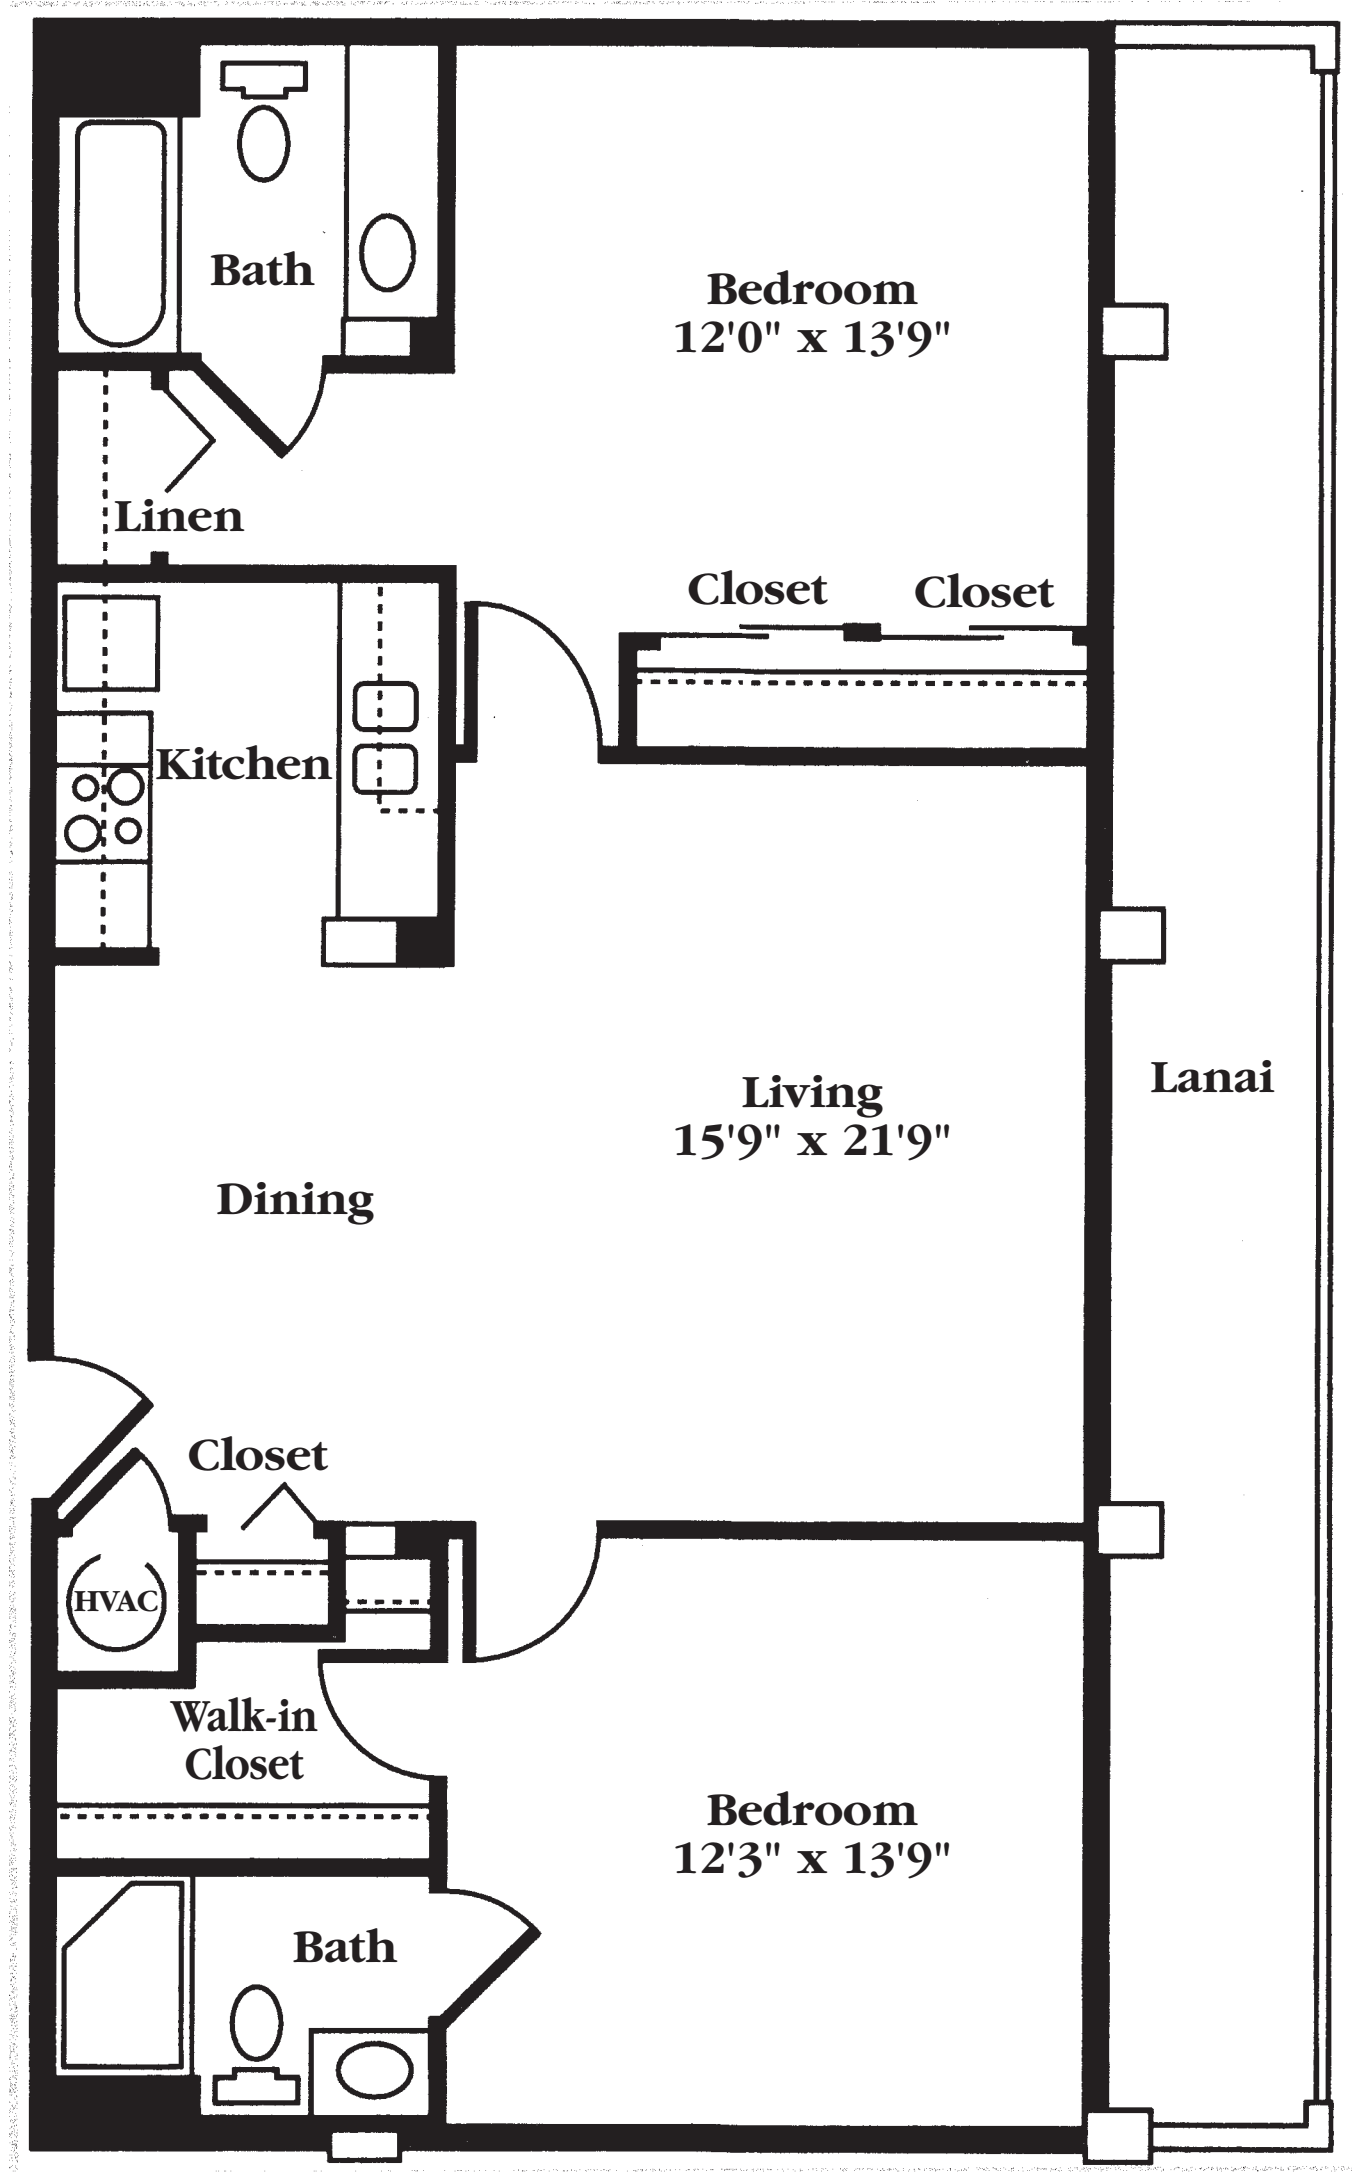 Bath
Bedroom
12'0" x 13'9"
Linen
Closet
Closet
Kitchen
Living
15'9" x 21'9"
Lanai
Dining
Closet
HVAC
Walk-in
Closet
Bedroom
12'3" x 13'9"
Bath